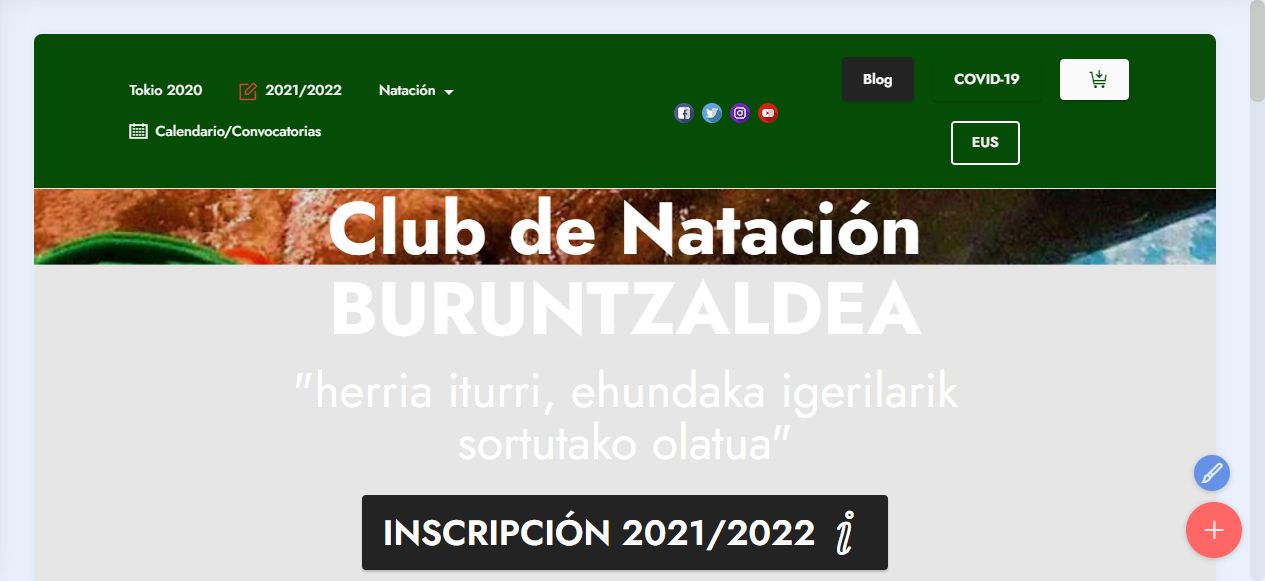 Tokio 2020
2021/2022
Natación
Calendario/Convocatorias
Blog
COVID-19
EUS
Club de Natación
BURUNTZALDEA
"herria iturri, ehundaka igerilarik
sortutako olatua"
INSCRIPCIÓN 2021/2022